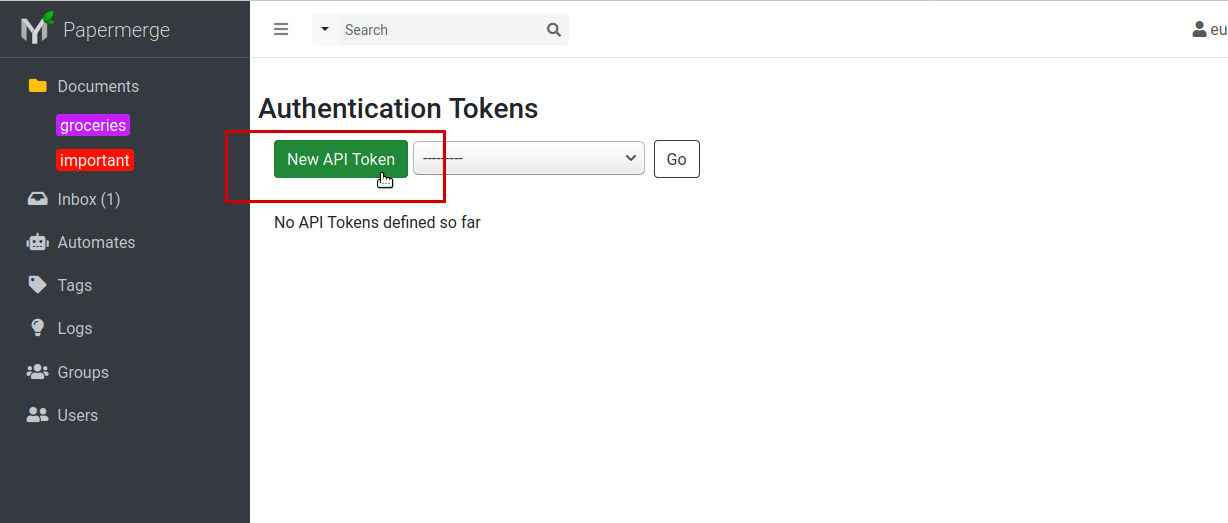 Papermerge
Search
eu
Documents
groceries
important
Inbox (1)
Automates
Tags
Logs
Groups
Users
Authentication Tokens
New API Token
---------
Go
No API Tokens defined so far